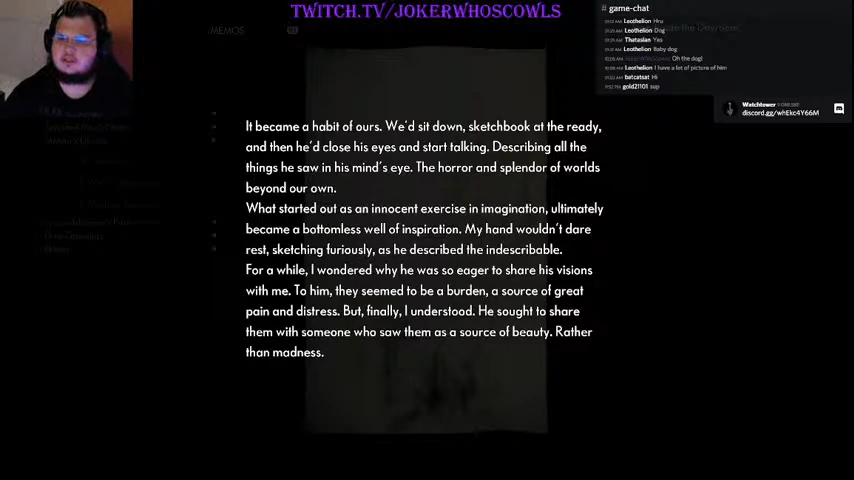 TWITCH.TV/JOKERWHOSCOWLS
# game-chat
Leothelion Hru
Leothelion Dog
Thatasian Yes
Leothelion Baby dog
Oh the dog!
Leothelion I have a lot of picture of him
batcatsat Hi
gold21101 sup
Watchtower
discord.gg/whEkc4Y66M
MEMOS
It became a habit of ours. We'd sit down, sketchbook at the ready,
and then he'd close his eyes and start talking. Describing all the
things he saw in his mind's eye. The horror and splendor of worlds
beyond our own.
What started out as an innocent exercise in imagination, ultimately
became a bottomless well of inspiration. My hand wouldn't dare
rest, sketching furiously, as he described the indescribable.
For a while, I wondered why he was so eager to share his visions
with me. To him, they seemed to be a burden, a source of great
pain and distress. But, finally, I understood. He sought to share
them with someone who saw them as a source of beauty. Rather
than madness.